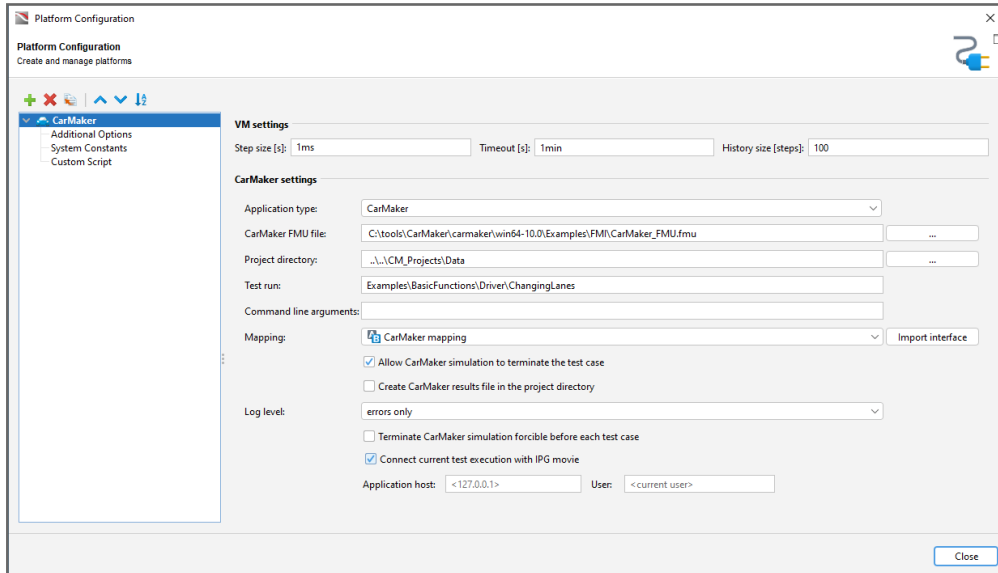 Platform Configuration
Platform Configuration
Create and manage platforms
CarMaker
Additional Options
System Constants
Custom Script
VM settings
Step size [s]: 1ms Timeout [s]: 1min History size [steps]: 100
CarMaker settings
Application type: CarMaker
CarMaker FMU file: C:\tools\CarMaker\carmaker\win64-10.0\Examples\FMI\CarMaker_FMU.fmu ...
Project directory: ..\..\CM_Projects\Data ...
Test run: Examples\BasicFunctions\Driver\ChangingLanes
Command line arguments:
Mapping: CarMaker mapping Import interface
Allow CarMaker simulation to terminate the test case
Create CarMaker results file in the project directory
Log level: errors only
Terminate CarMaker simulation forcible before each test case
Connect current test execution with IPG movie
Application host: <127.0.0.1> User: <current user>
Close